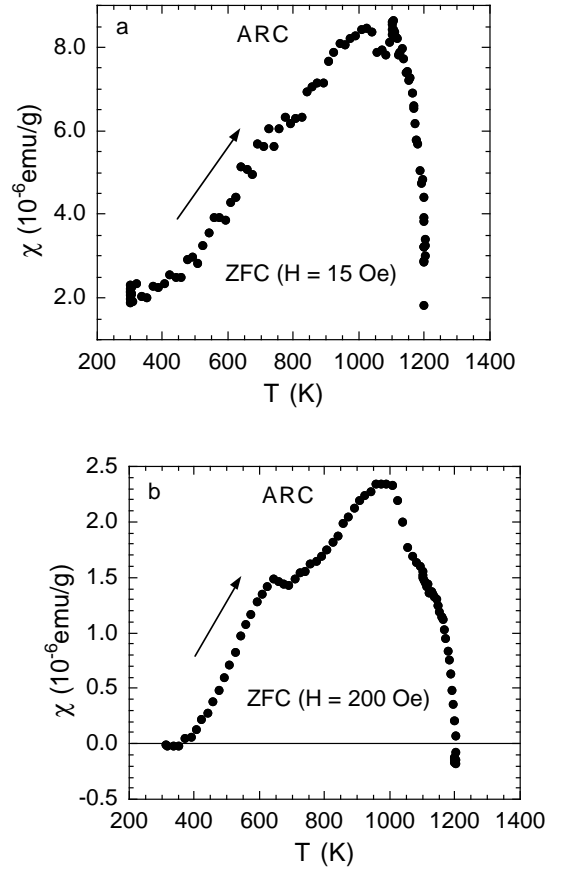 a
ARC
8.0
6.0
4.0
2.0
χ (10⁻⁶emu/g)
ZFC (H = 15 Oe)
200 400 600 800 1000 1200 1400
T (K)
b
ARC
2.5
2.0
1.5
1.0
0.5
0.0
-0.5
χ (10⁻⁶emu/g)
ZFC (H = 200 Oe)
200 400 600 800 1000 1200 1400
T (K)